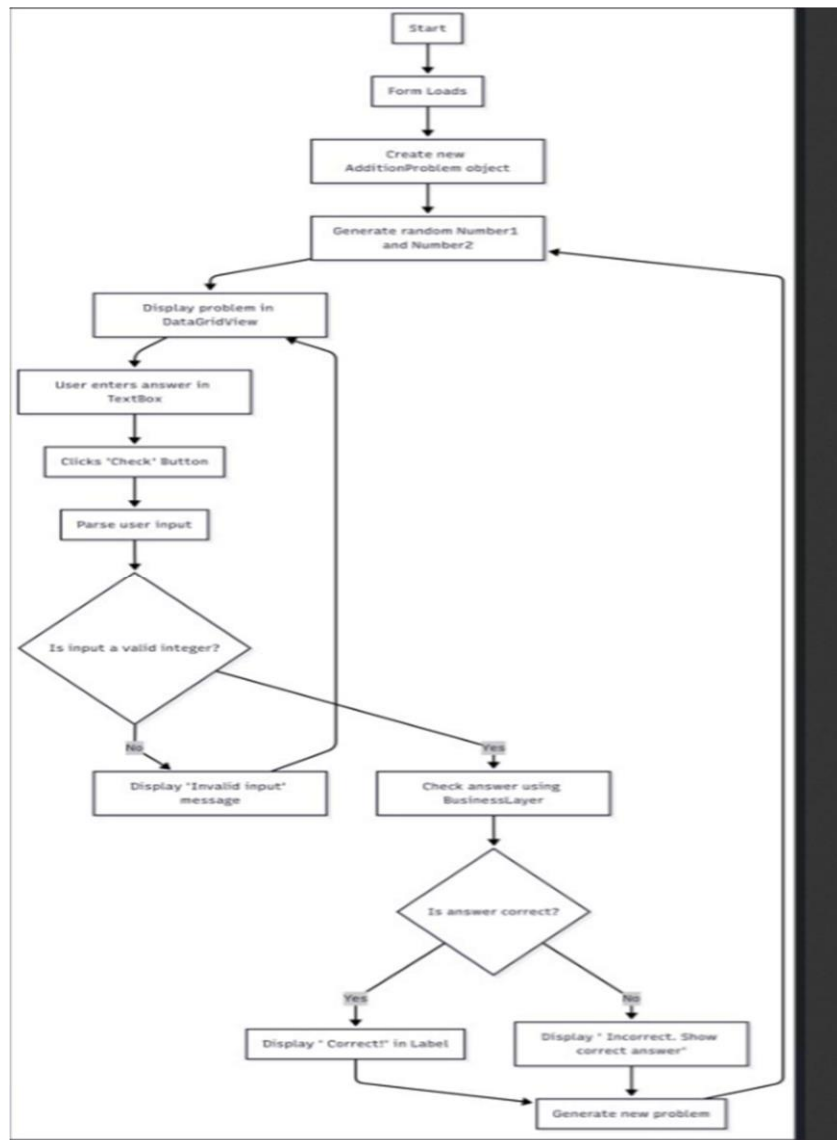 Start
Form Loads
Create new
AdditionProblem object
Generate random Number1
and Number2
Display problem in
DataGridView
User enters answer in
TextBox
Clicks "Check" Button
Parse user input
Is input a valid integer?
No
Yes
Display "Invalid input"
message
Check answer using
BusinessLayer
Is answer correct?
Yes
No
Display " Correct!" in Label
Display " Incorrect. Show
correct answer"
Generate new problem